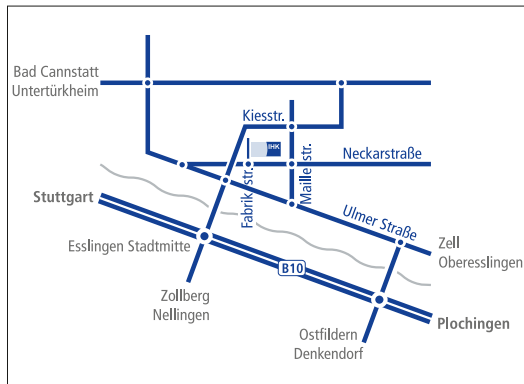 Bad Cannstatt
Untertürkheim
Kiesstr.
IHK
Neckarstraße
Fabrikstr.
Maillestr.
Stuttgart
Ulmer Straße
Esslingen Stadtmitte
Zell
Oberesslingen
B10
Zollberg
Nellingen
Plochingen
Ostfildern
Denkendorf